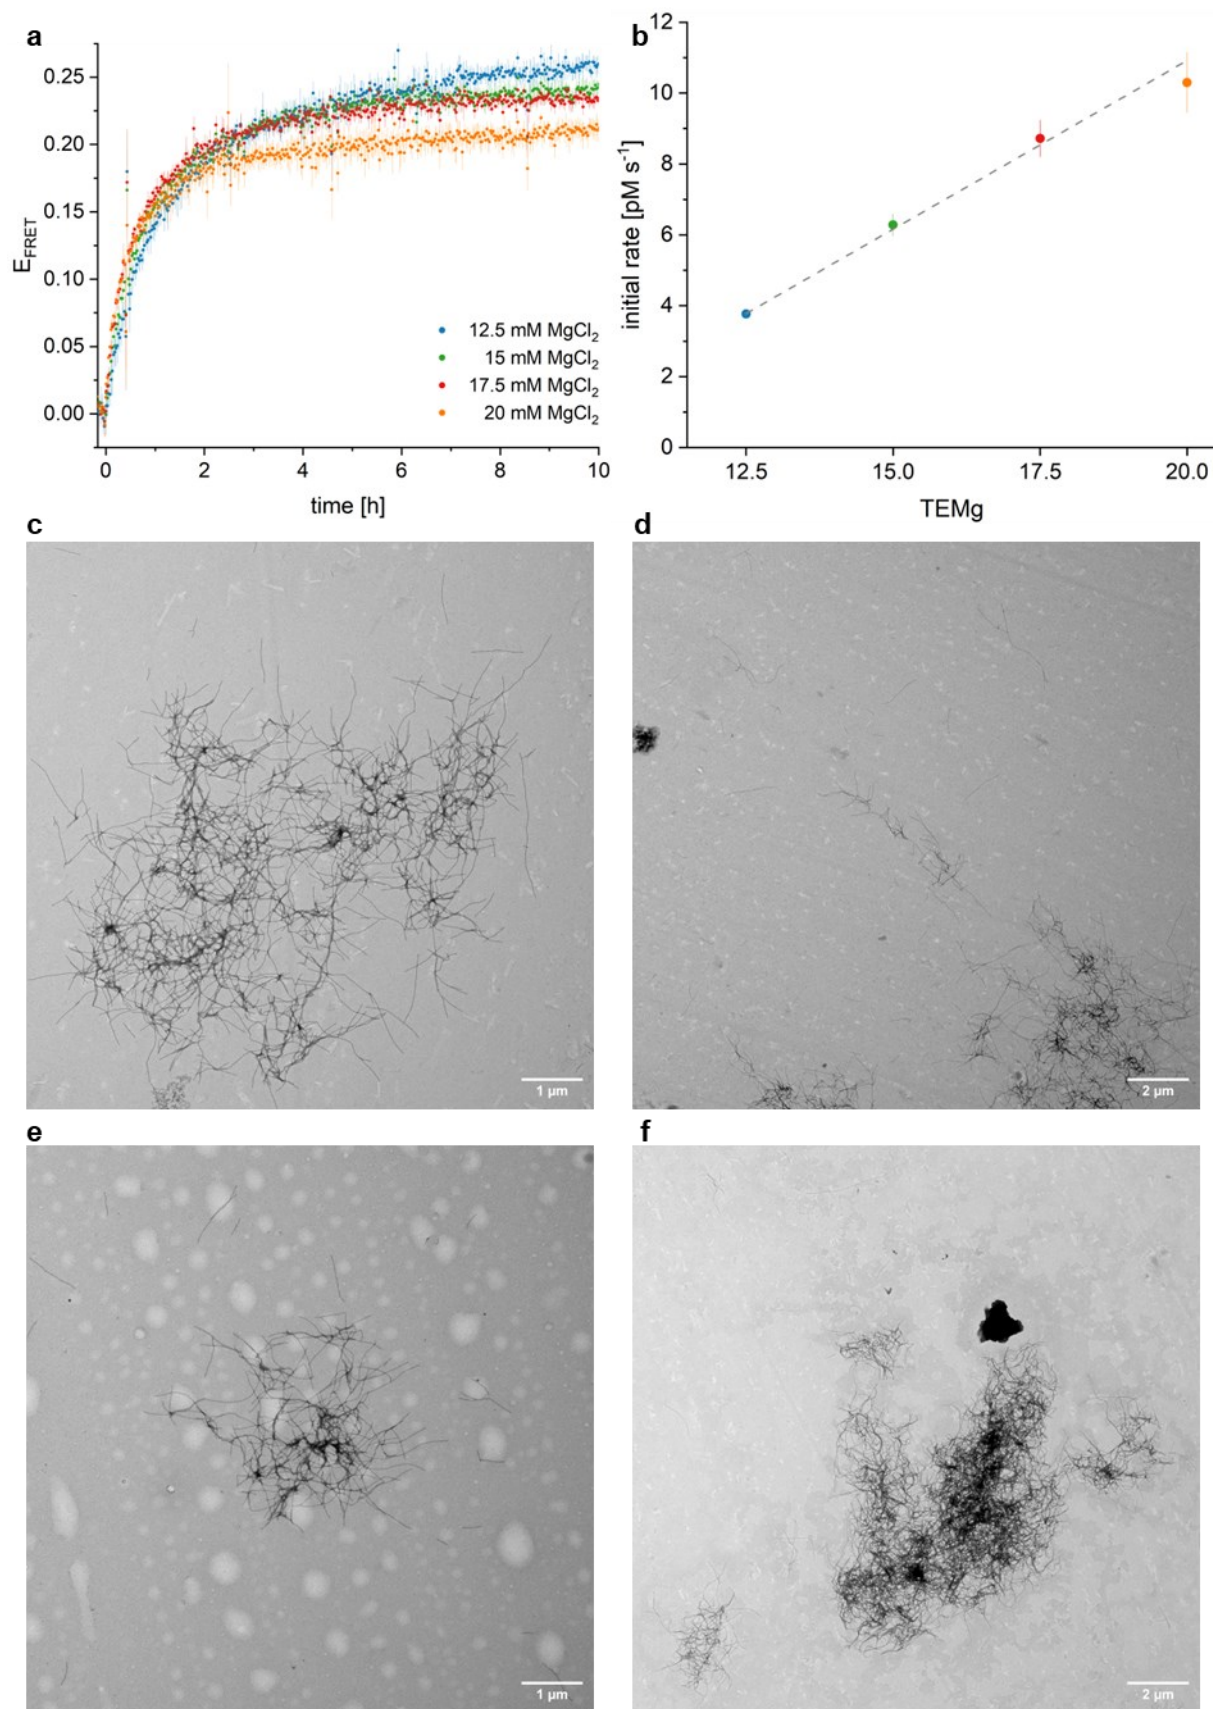 a
0.25
0.20
0.15
0.10
0.05
0.00
E_FRET
12.5 mM MgCl₂
15 mM MgCl₂
17.5 mM MgCl₂
20 mM MgCl₂
0 2 4 6 8 10
time [h]
b
12
10
8
6
4
2
0
initial rate [pM s⁻¹]
12.5 15.0 17.5 20.0
TEMg
c
1 µm
d
2 µm
e
1 µm
f
2 µm